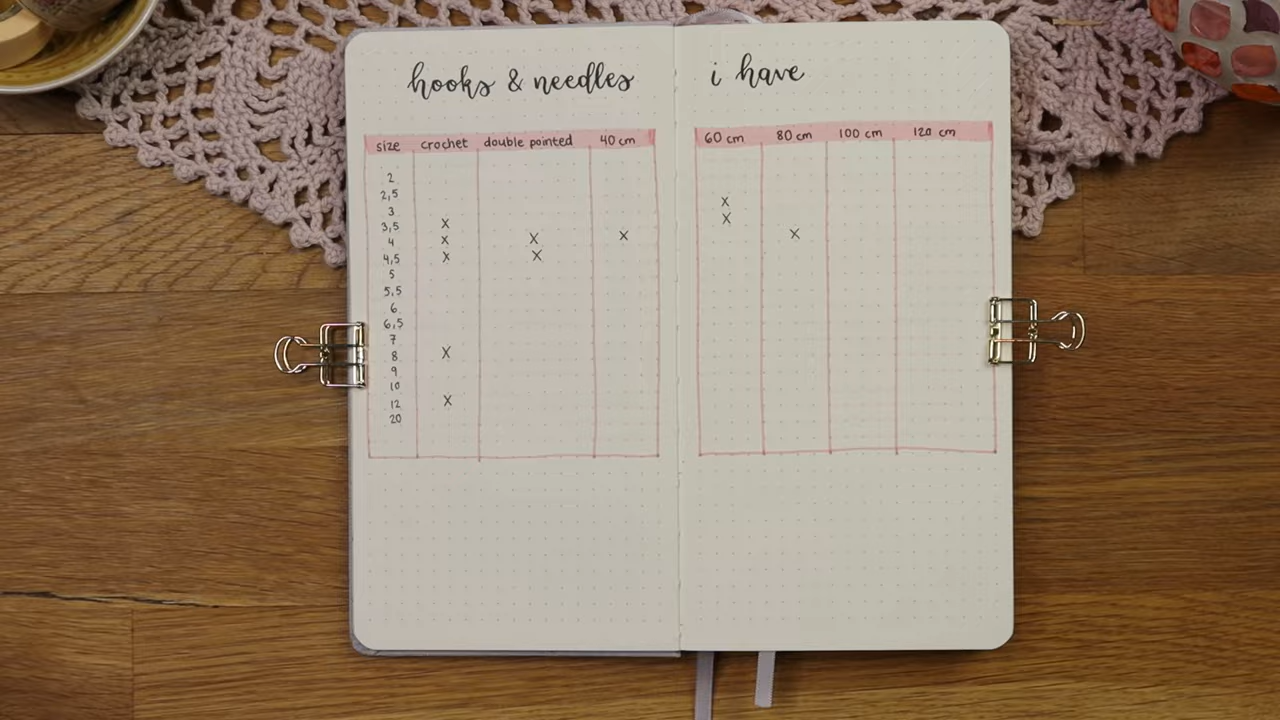 hooks & needles
size crochet double pointed 40 cm
2
2,5
3
3,5 X
4 X X X
4,5 X X
5
5,5
6
6,5
7
8 X
9
10
12 X
20
i have
60 cm 80 cm 100 cm 120 cm
X
X
X